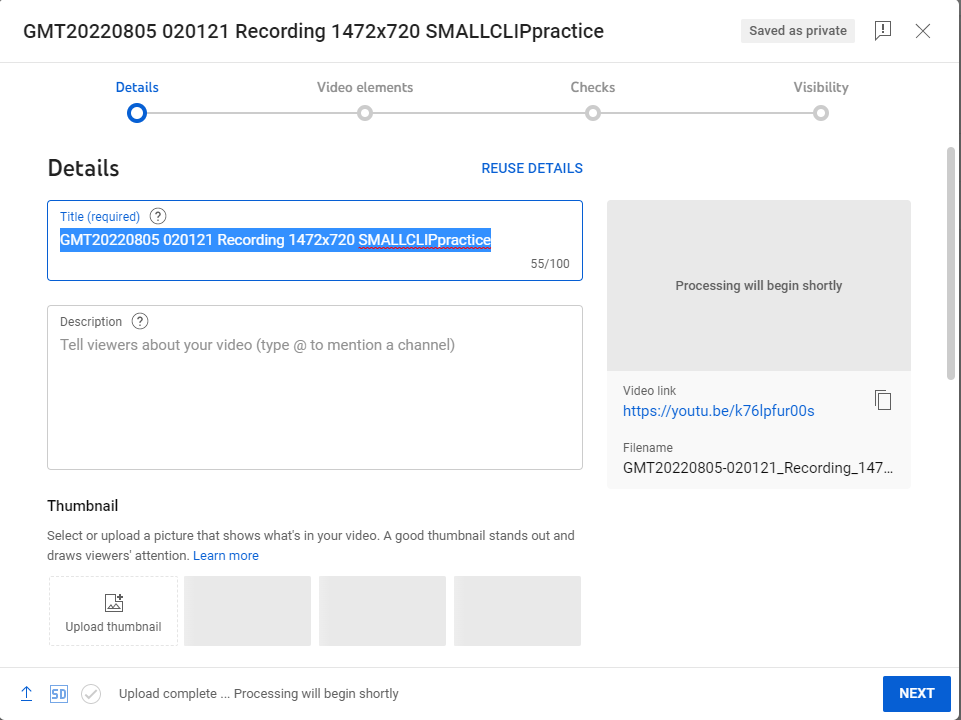 GMT20220805 020121 Recording 1472x720 SMALLCLIPpractice
Saved as private
Details
Video elements
Checks
Visibility
Details
REUSE DETAILS
Title (required) ?
GMT20220805 020121 Recording 1472x720 SMALLCLIPpractice
55/100
Description ?
Tell viewers about your video (type @ to mention a channel)
Processing will begin shortly
Video link
https://youtu.be/k76lpfur00s
Filename
GMT20220805-020121_Recording_147...
Thumbnail
Select or upload a picture that shows what's in your video. A good thumbnail stands out and
draws viewers' attention. Learn more
Upload thumbnail
SD
Upload complete ... Processing will begin shortly
NEXT